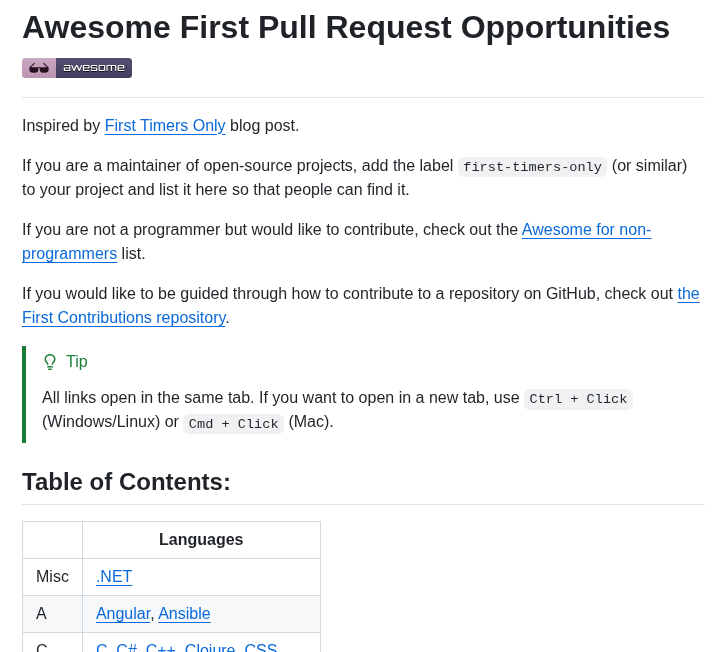 Awesome First Pull Request Opportunities
awesome
Inspired by First Timers Only blog post.
If you are a maintainer of open-source projects, add the label first-timers-only (or similar)
to your project and list it here so that people can find it.
If you are not a programmer but would like to contribute, check out the Awesome for non-
programmers list.
If you would like to be guided through how to contribute to a repository on GitHub, check out the
First Contributions repository.
Tip
All links open in the same tab. If you want to open in a new tab, use Ctrl + Click
(Windows/Linux) or Cmd + Click (Mac).
Table of Contents:
Languages
Misc .NET
A Angular, Ansible
C C, C#, C++, Clojure, CSS